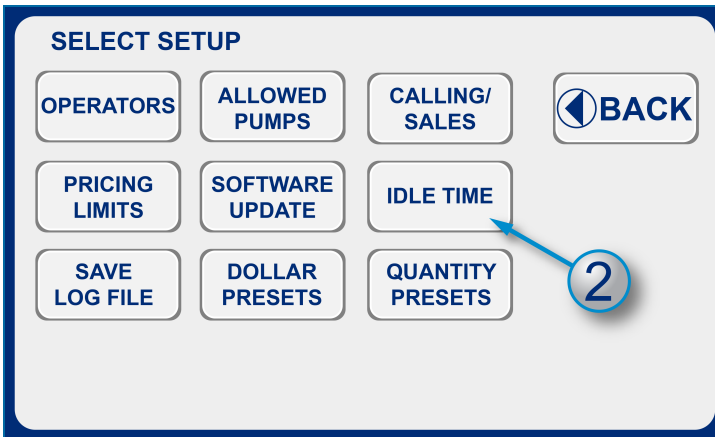 SELECT SETUP
OPERATORS
ALLOWED
PUMPS
CALLING/
SALES
BACK
PRICING
LIMITS
SOFTWARE
UPDATE
IDLE TIME
SAVE
LOG FILE
DOLLAR
PRESETS
QUANTITY
PRESETS
2